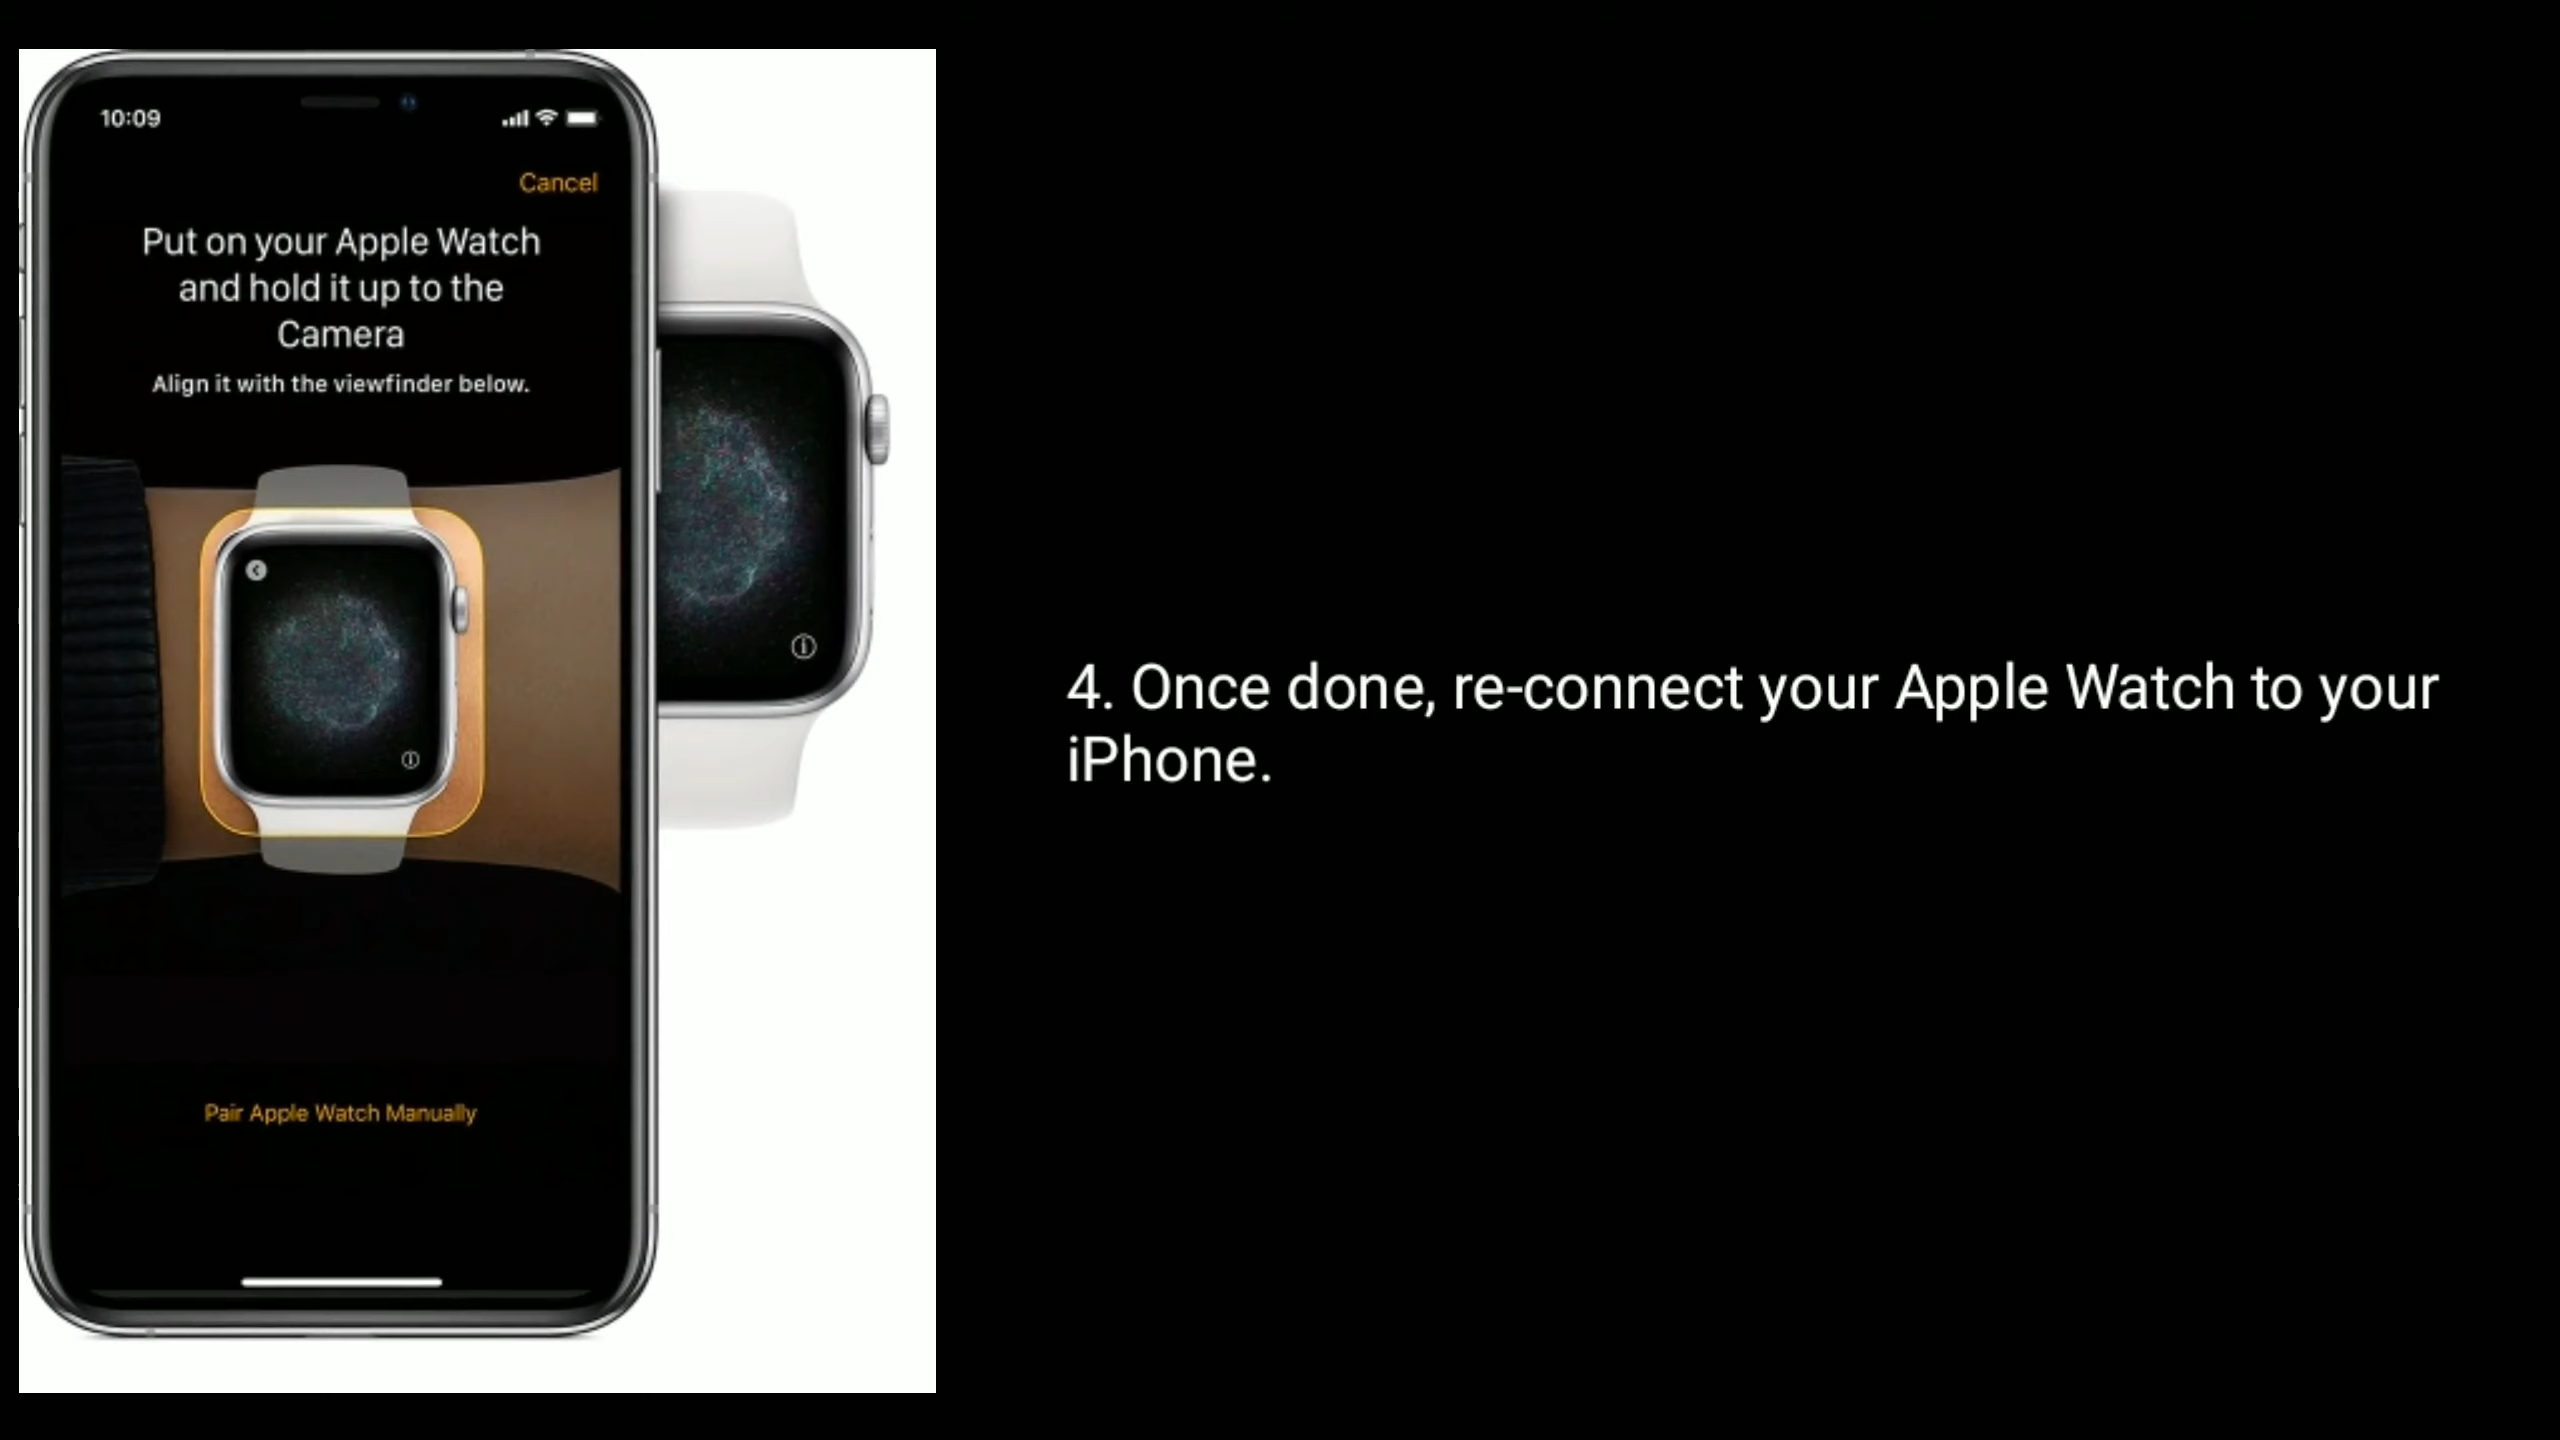 10:09
Cancel
Put on your Apple Watch
and hold it up to the
Camera
Align it with the viewfinder below.
Pair Apple Watch Manually
4. Once done, re-connect your Apple Watch to your
iPhone.